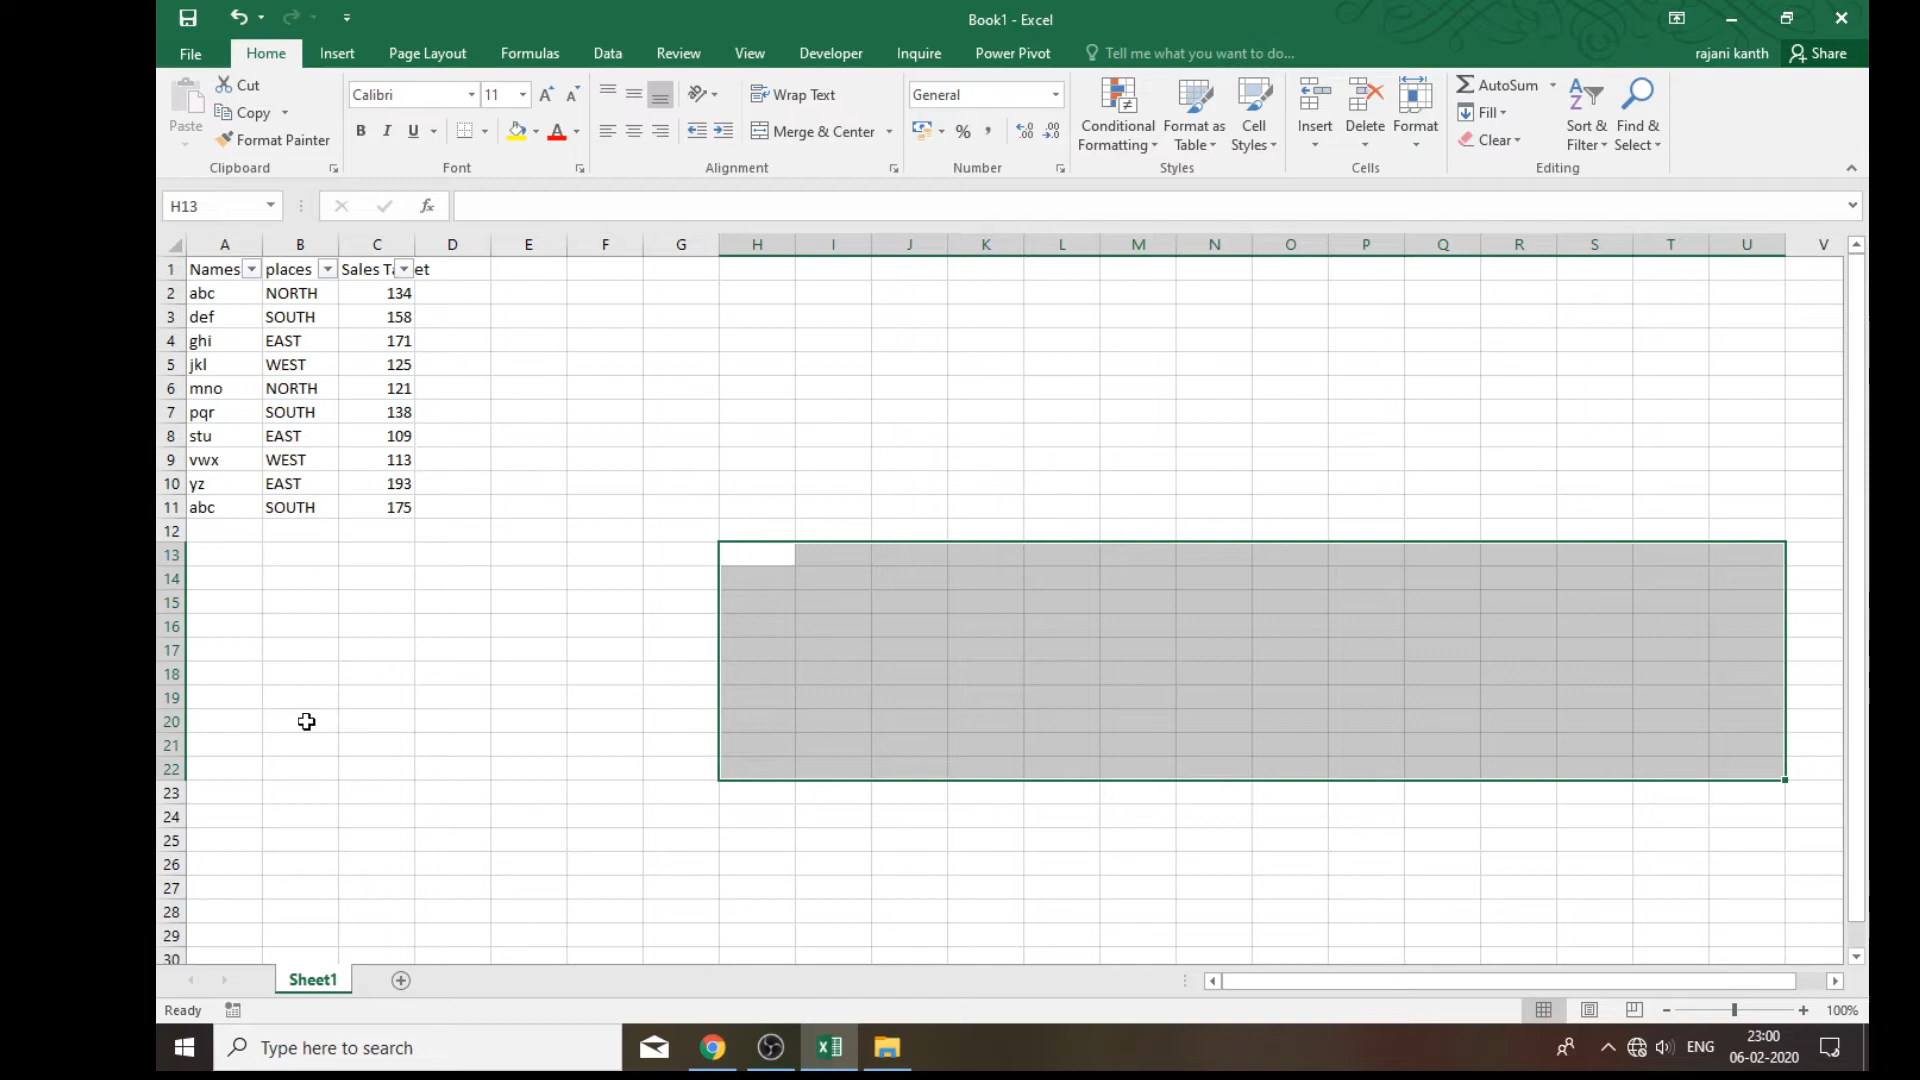 Book1 - Excel
File Home Insert Page Layout Formulas Data Review View Developer Inquire Power Pivot Tell me what you want to do... rajani kanth Share
Paste Cut Copy Format Painter Clipboard
Calibri 11 B I U A Font
Wrap Text Merge & Center Alignment
General % , Number
Conditional Formatting Format as Table Cell Styles Styles
Insert Delete Format Cells
AutoSum Fill Clear Sort & Filter Find & Select Editing
H13 fx
A B C D E F G H I J K L M N O P Q R S T U V
1 Names places Sales T et
2 abc NORTH 134
3 def SOUTH 158
4 ghi EAST 171
5 jkl WEST 125
6 mno NORTH 121
7 pqr SOUTH 138
8 stu EAST 109
9 vwx WEST 113
10 yz EAST 193
11 abc SOUTH 175
12
13
14
15
16
17
18
19
20
21
22
23
24
25
26
27
28
29
30
Sheet1
Ready 100%
Type here to search ENG 23:00
06-02-2020